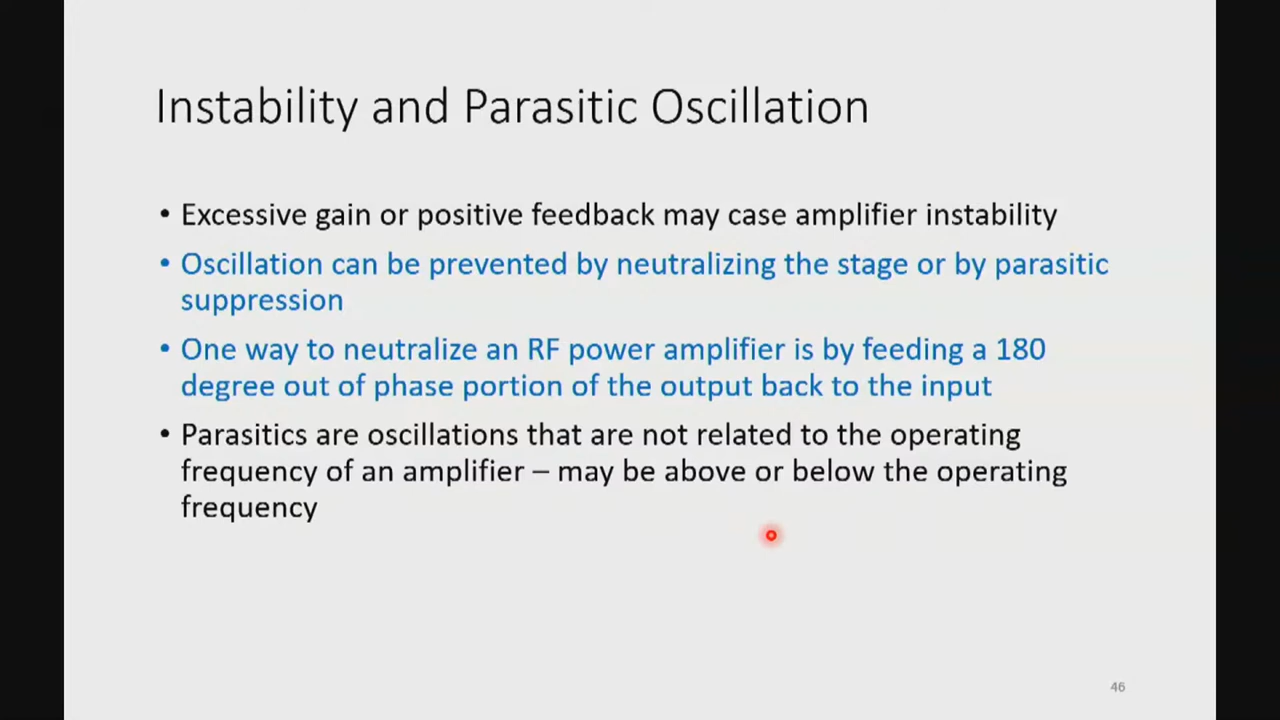 Instability and Parasitic Oscillation
• Excessive gain or positive feedback may case amplifier instability
• Oscillation can be prevented by neutralizing the stage or by parasitic
suppression
• One way to neutralize an RF power amplifier is by feeding a 180
degree out of phase portion of the output back to the input
• Parasitics are oscillations that are not related to the operating
frequency of an amplifier – may be above or below the operating
frequency
46